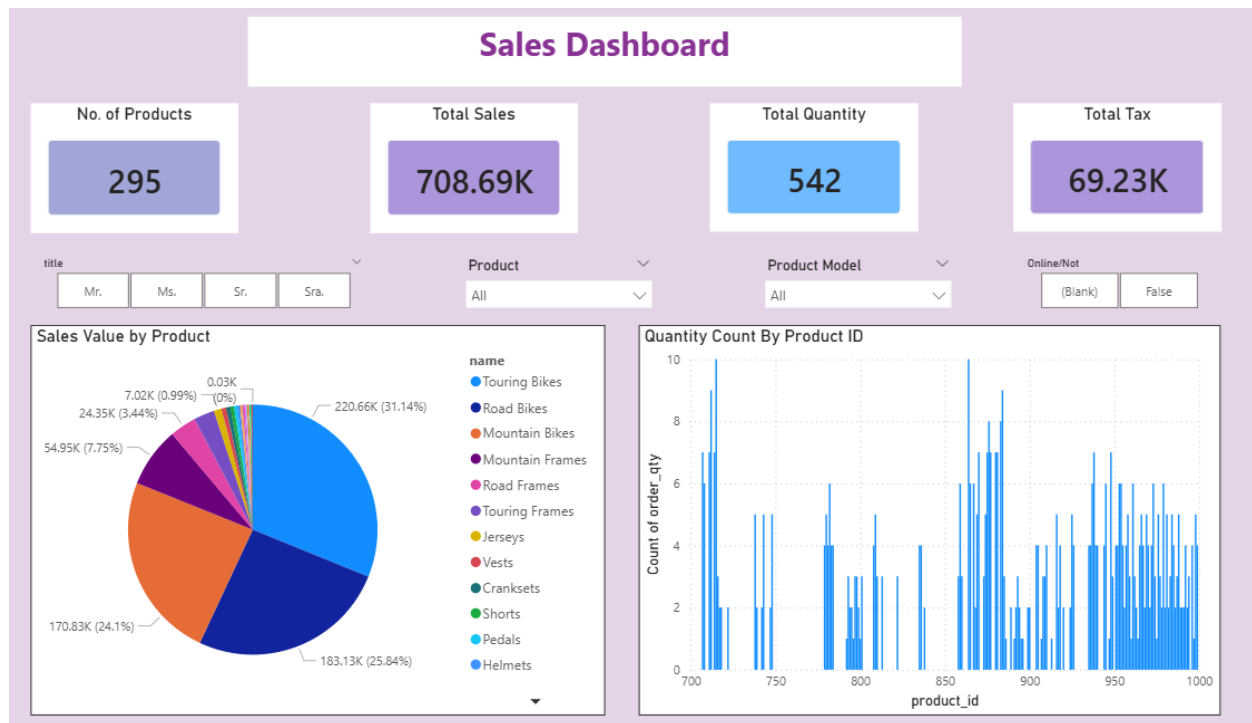 Sales Dashboard
No. of Products
295
Total Sales
708.69K
Total Quantity
542
Total Tax
69.23K
title
Mr.
Ms.
Sr.
Sra.
Product
All
Product Model
All
Online/Not
(Blank)
False
Sales Value by Product
0.03K
(0%)
7.02K (0.99%)
24.35K (3.44%)
54.95K (7.75%)
170.83K (24.1%)
220.66K (31.14%)
183.13K (25.84%)
name
Touring Bikes
Road Bikes
Mountain Bikes
Mountain Frames
Road Frames
Touring Frames
Jerseys
Vests
Cranksets
Shorts
Pedals
Helmets
Quantity Count By Product ID
Count of order_qty
10
8
6
4
2
0
700
750
800
850
900
950
1000
product_id